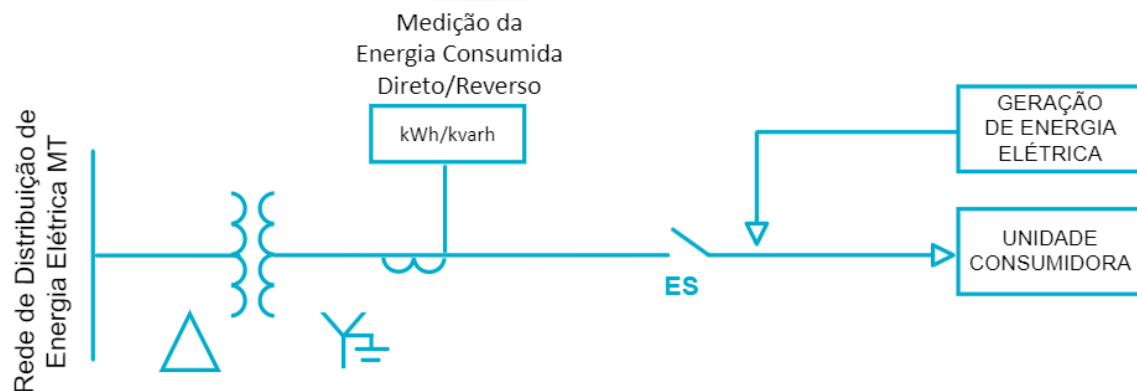 Medição da
Energia Consumida
Direto/Reverso
kWh/kvarh
Rede de Distribuição de
Energia Elétrica MT
ES
GERAÇÃO
DE ENERGIA
ELÉTRICA
UNIDADE
CONSUMIDORA